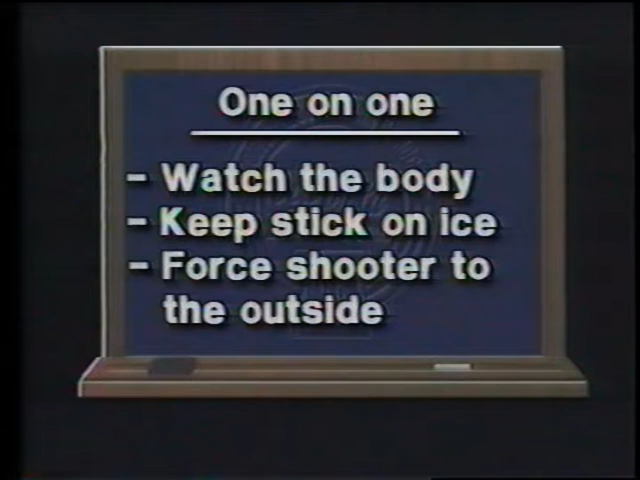 One on one
- Watch the body
- Keep stick on ice
- Force shooter to
the outside